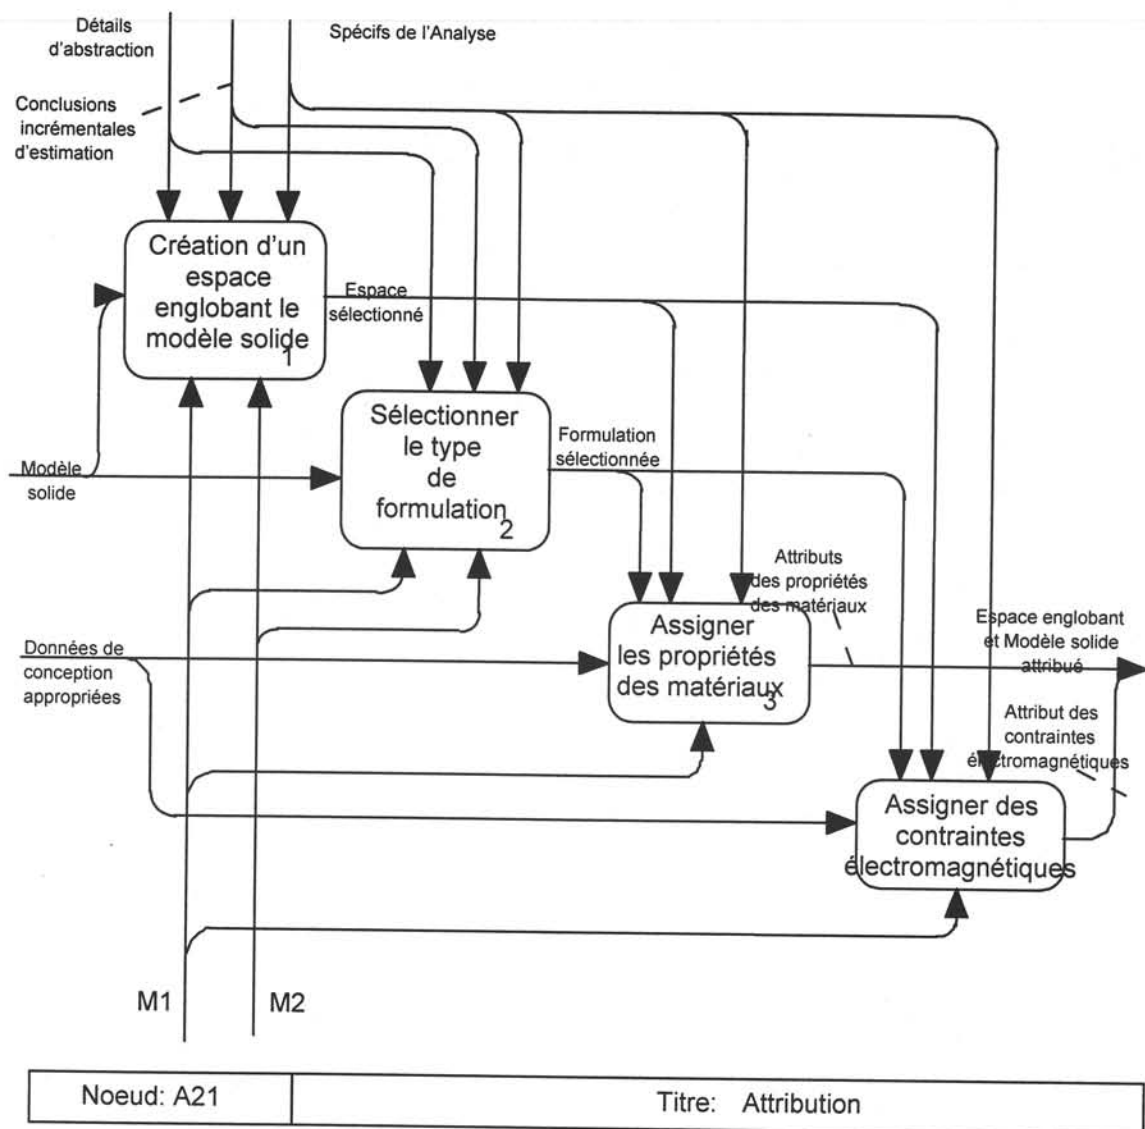 Détails
d'abstraction
Spécifs de l'Analyse
Conclusions
incrémentales
d'estimation
Création d'un
espace
englobant le
modèle solide
1
Espace
sélectionné
Modèle
solide
Sélectionner
le type
de
formulation
2
Formulation
sélectionnée
Attributs
des propriétés
des matériaux
Données de
conception
appropriées
Assigner
les propriétés
des matériaux
3
Espace englobant
et Modèle solide
attribué
Attribut des
contraintes
électromagnétiques
Assigner des
contraintes
électromagnétiques
M1
M2
Noeud: A21
Titre: Attribution